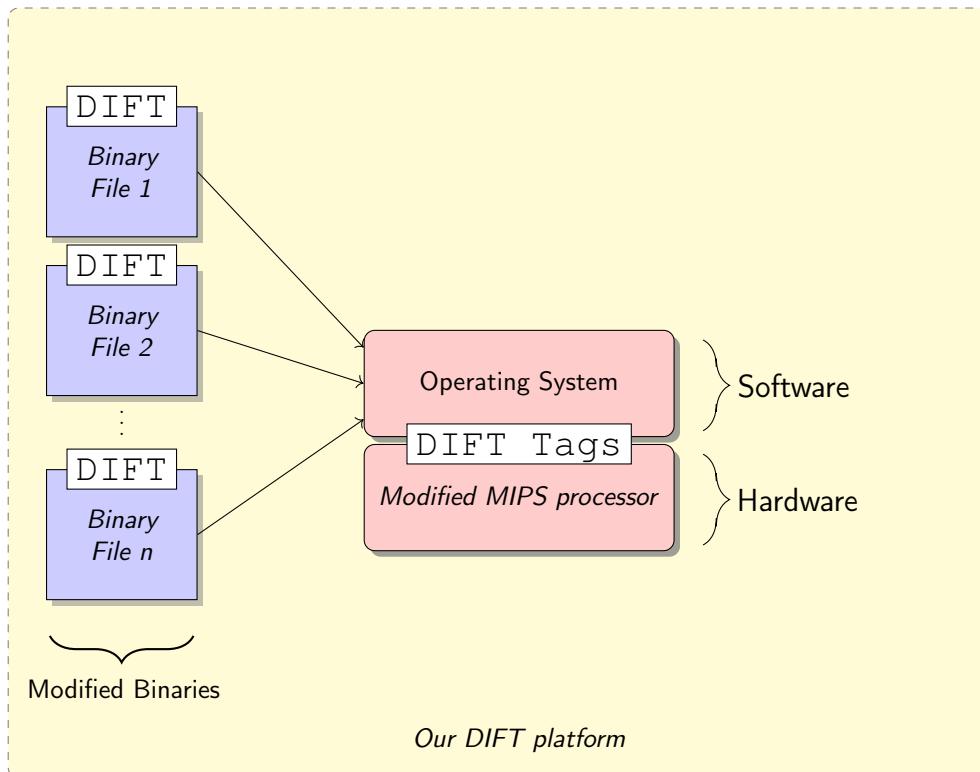 DIFT
Binary
File 1
DIFT
Binary
File 2
⋮
DIFT
Binary
File n
Modified Binaries
Operating System
DIFT Tags
Modified MIPS processor
Software
Hardware
Our DIFT platform